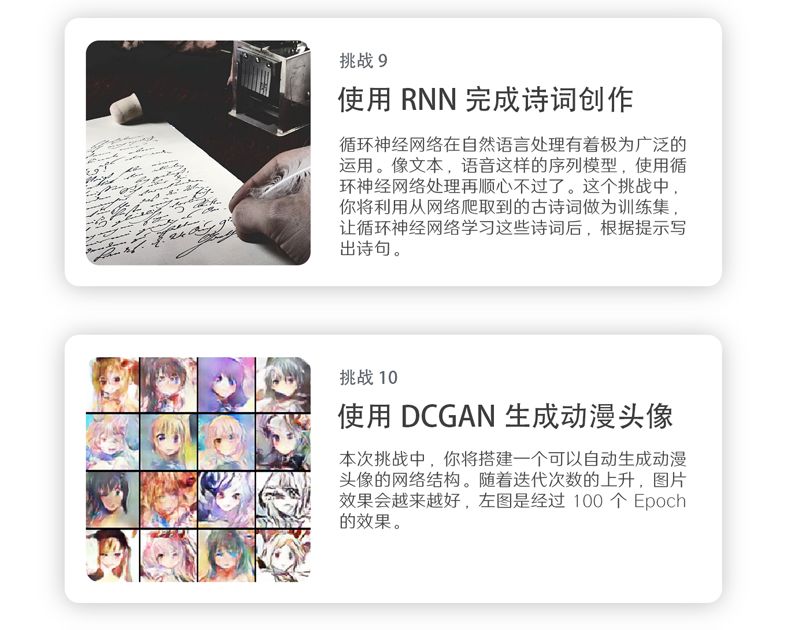 挑战 9
使用 RNN 完成诗词创作
循环神经网络在自然语言处理有着极为广泛的
运用。像文本，语音这样的序列模型，使用循
环神经网络处理再顺心不过了。这个挑战中，
你将利用从网络爬取到的古诗词做为训练集，
让循环神经网络学习这些诗词后，根据提示写
出诗句。
挑战 10
使用 DCGAN 生成动漫头像
本次挑战中，你将搭建一个可以自动生成动漫
头像的网络结构。随着迭代次数的上升，图片
效果会越来越好，左图是经过 100 个 Epoch
的效果。